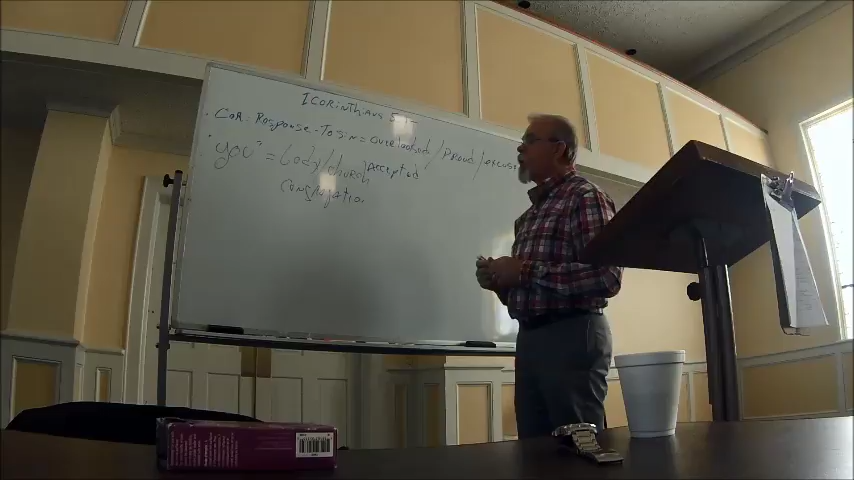 1 Corinthians 5
• Cor: Response - To sin = overlooked / Proud / excuse
• "you" = body / church Accepted
Congregation